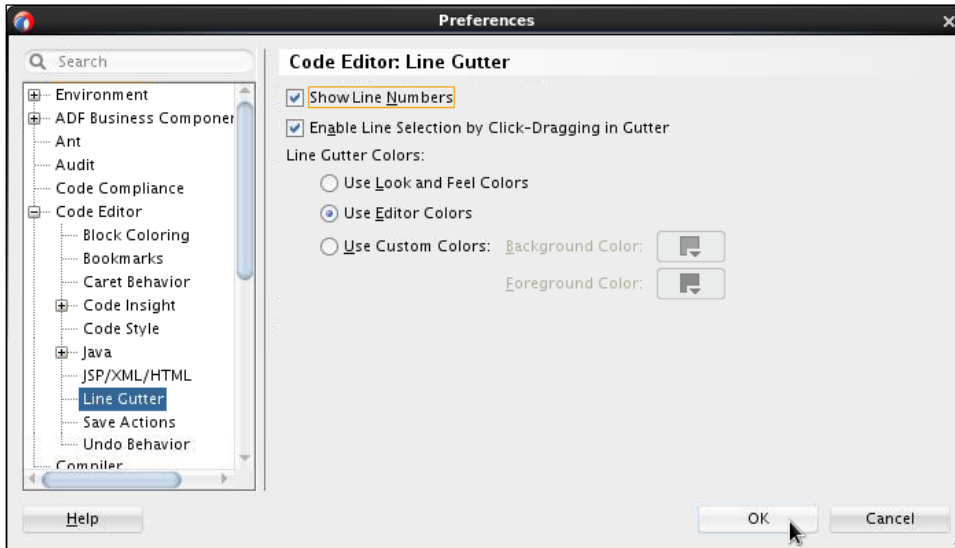 Preferences
Search
Environment
ADF Business Componer
Ant
Audit
Code Compliance
Code Editor
Block Coloring
Bookmarks
Caret Behavior
Code Insight
Code Style
Java
JSP/XML/HTML
Line Gutter
Save Actions
Undo Behavior
Compiler
Code Editor: Line Gutter
Show Line Numbers
Enable Line Selection by Click-Dragging in Gutter
Line Gutter Colors:
Use Look and Feel Colors
Use Editor Colors
Use Custom Colors: Background Color:
Foreground Color:
Help
OK
Cancel